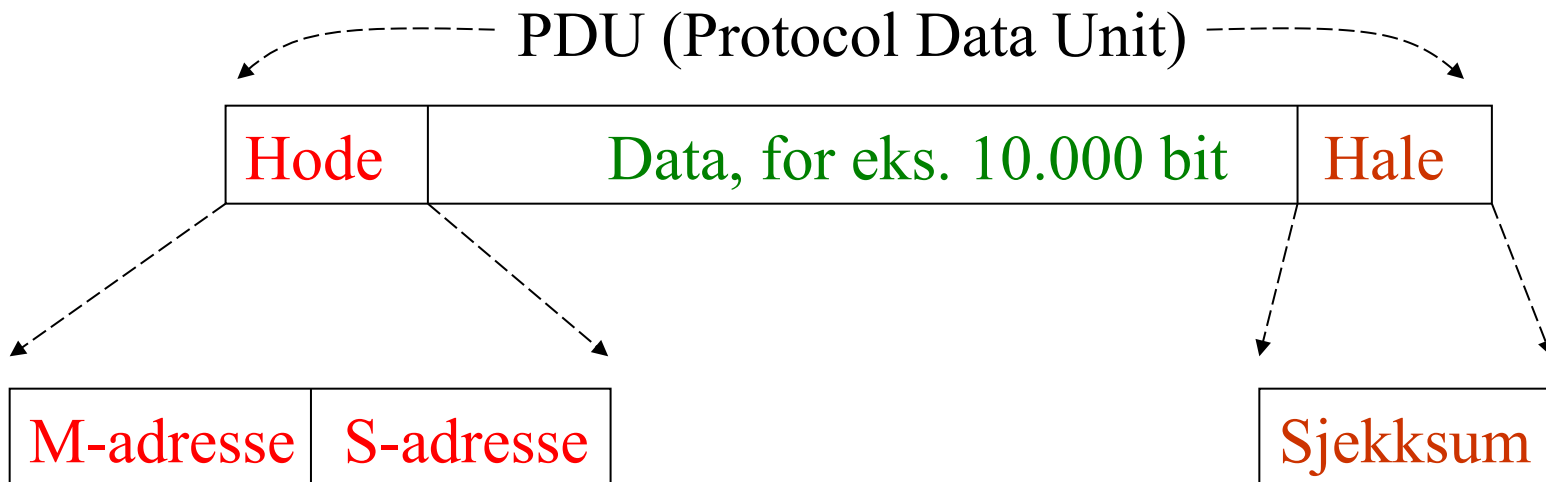 PDU (Protocol Data Unit)
Hode Data, for eks. 10.000 bit Hale
M-adresse S-adresse Sjekksum